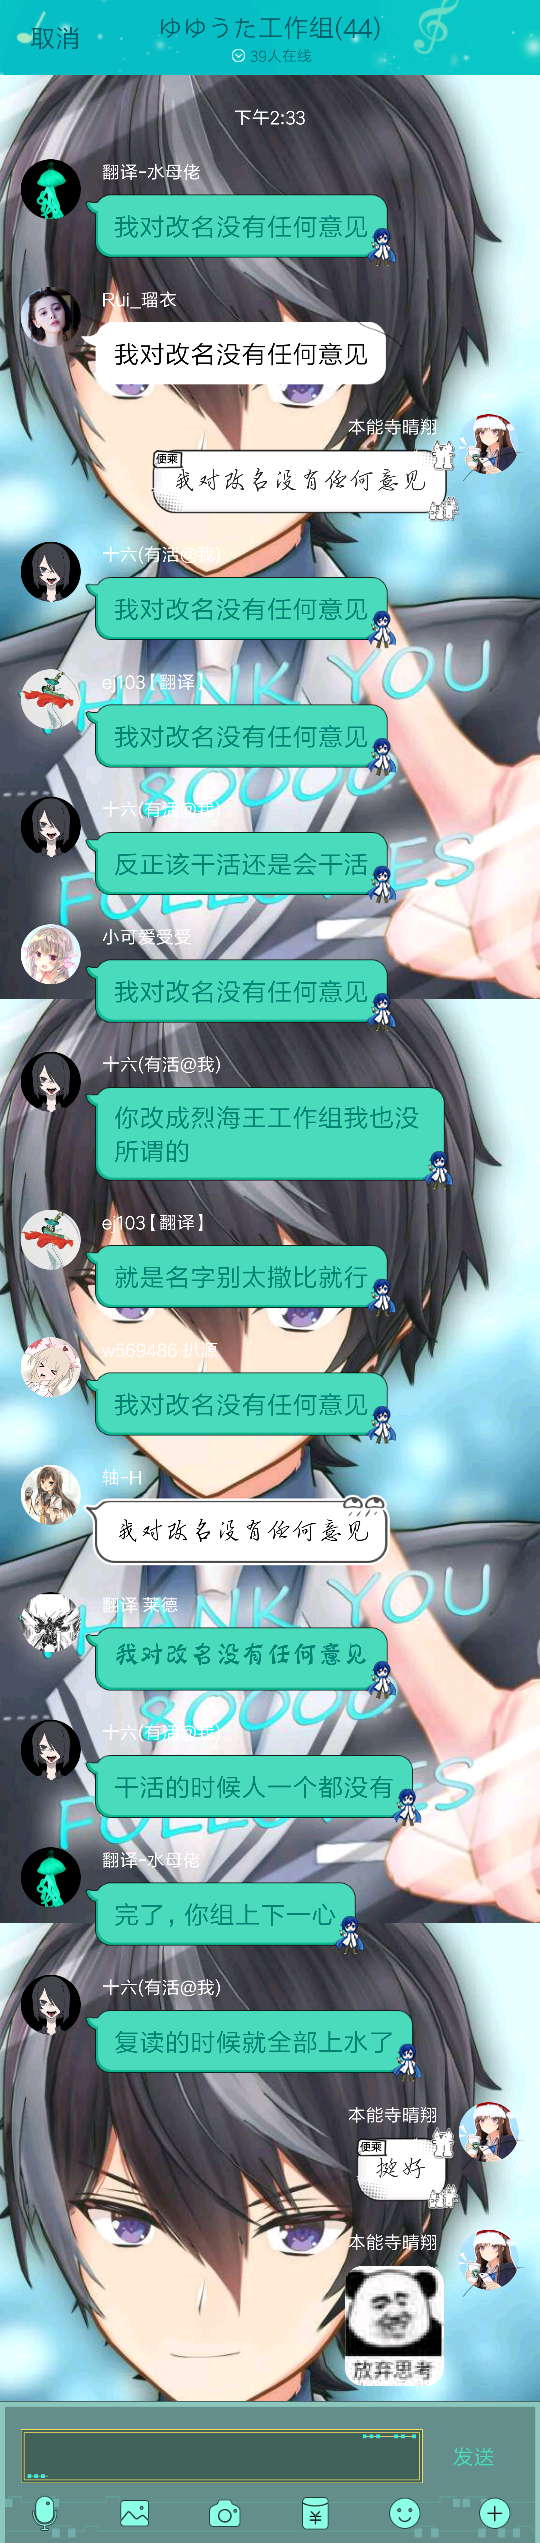 取消
ゆゆうた工作组(44)
39人在线
下午2:33
翻译-水母佬
我对改名没有任何意见
Rui_瑠衣
我对改名没有任何意见
本能寺晴翔
便乘
我对改名没有任何意见
十六(有活@我)
我对改名没有任何意见
ej103【翻译】
我对改名没有任何意见
十六(有活@我)
反正该干活还是会干活
小可爱受受
我对改名没有任何意见
十六(有活@我)
你改成烈海王工作组我也没
所谓的
ej103【翻译】
就是名字别太撒比就行
w569486 扒源
我对改名没有任何意见
轴-H
我对改名没有任何意见
翻译 莱德
我对改名没有任何意见
十六(有活@我)
干活的时候人一个都没有
翻译-水母佬
完了，你组上下一心
十六(有活@我)
复读的时候就全部上水了
本能寺晴翔
便乘
挺好
本能寺晴翔
放弃思考
THANK YOU
80000
FOLLOWES
发送